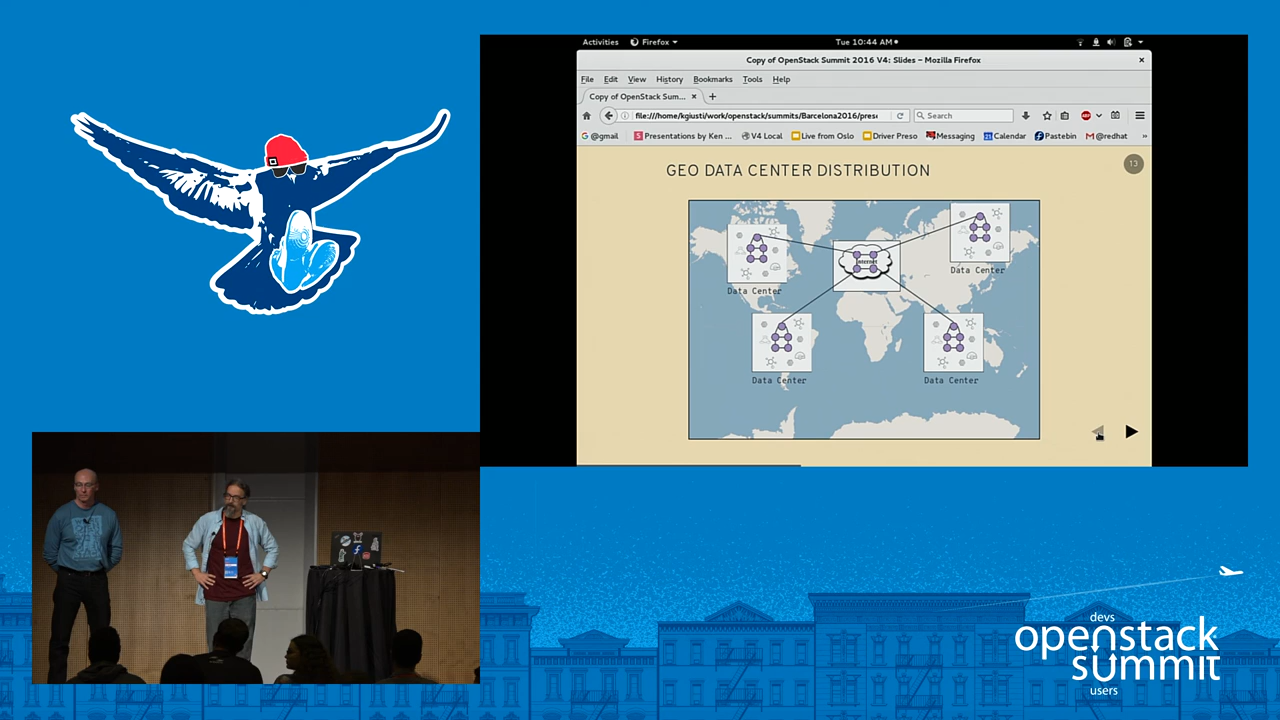 Activities Firefox Tue 10:44 AM
Copy of OpenStack Summit 2016 V4: Slides – Mozilla Firefox
File Edit View History Bookmarks Tools Help
Copy of OpenStack Sum...
file:///home/kgiusti/work/openstack/summits/Barcelona2016/prese Search
@gmail Presentations by Ken ... V4 Local Live from Oslo Driver Preso Messaging Calendar Pastebin @redhat
GEO DATA CENTER DISTRIBUTION
13
Internet
Data Center
Data Center
Data Center
Data Center
devs
openstack
summit
users